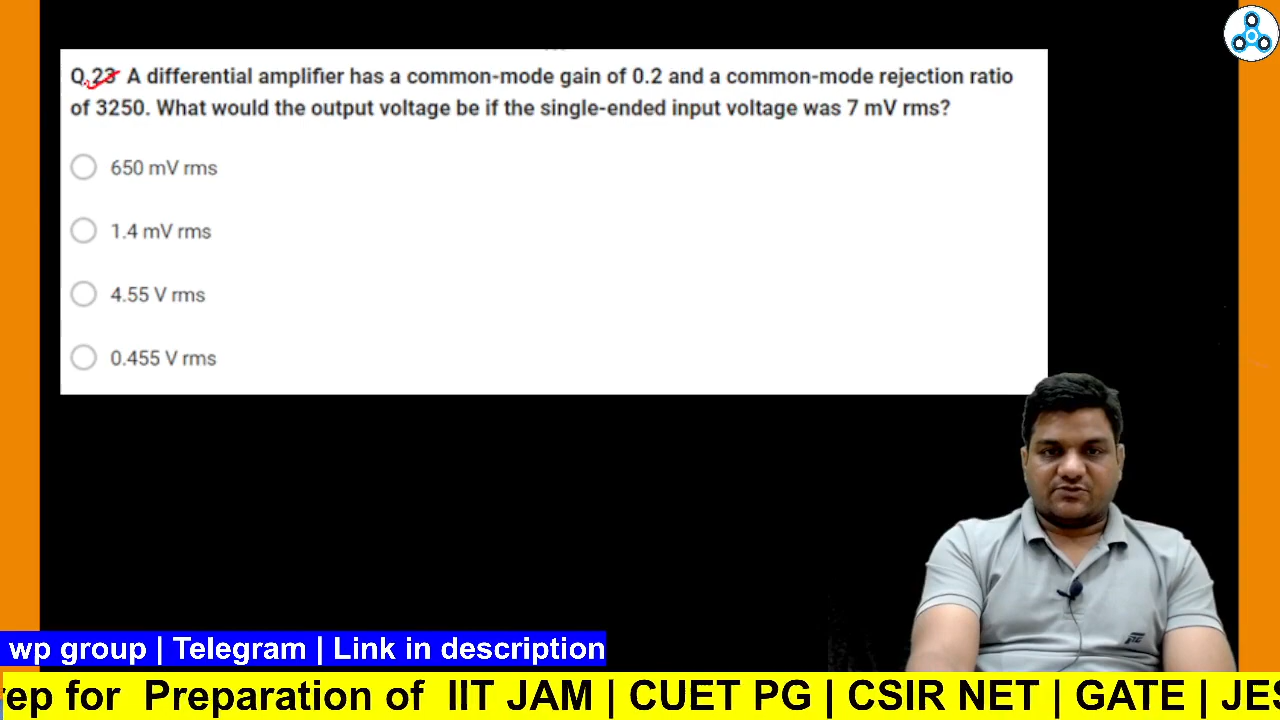 Q.23 A differential amplifier has a common-mode gain of 0.2 and a common-mode rejection ratio
of 3250. What would the output voltage be if the single-ended input voltage was 7 mV rms?
650 mV rms
1.4 mV rms
4.55 V rms
0.455 V rms
wp group | Telegram | Link in description
ep for Preparation of IIT JAM | CUET PG | CSIR NET | GATE | JES